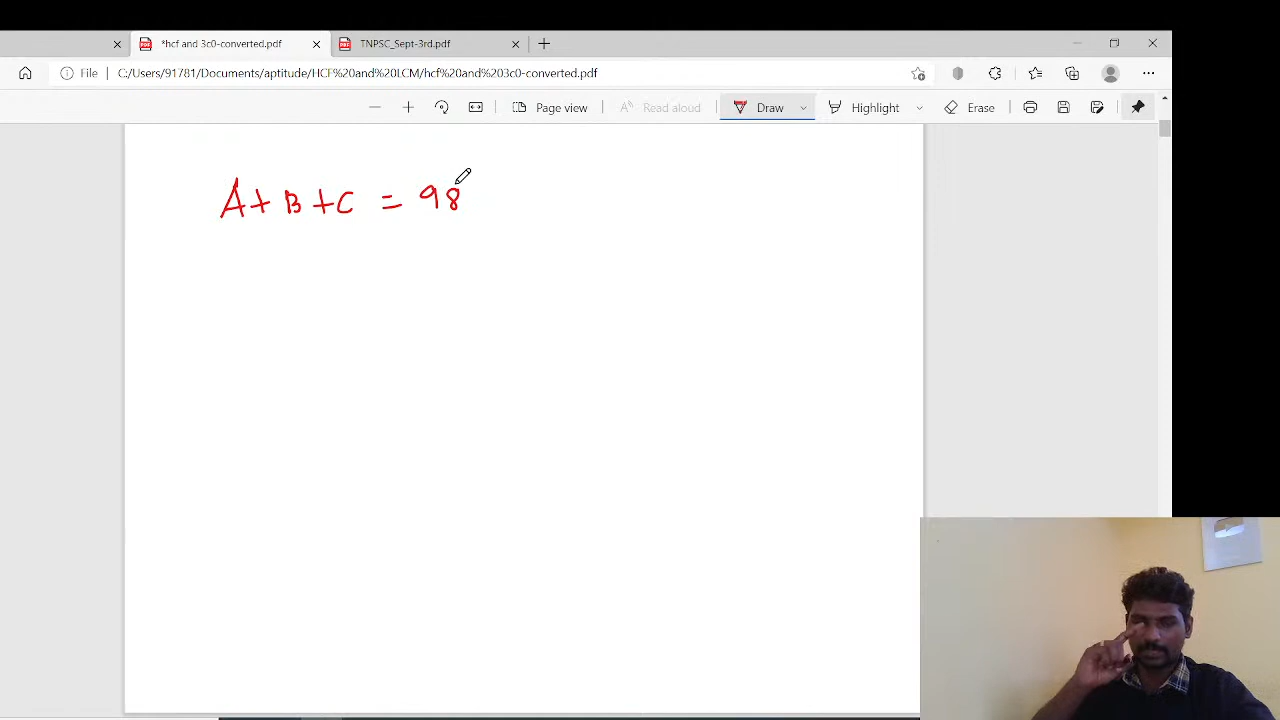 *hcf and 3c0-converted.pdf
TNPSC_Sept-3rd.pdf
File
C:/Users/91781/Documents/aptitude/HCF%20and%20LCM/hcf%20and%203c0-converted.pdf
Page view
Read aloud
Draw
Highlight
Erase
A+B+C = 98